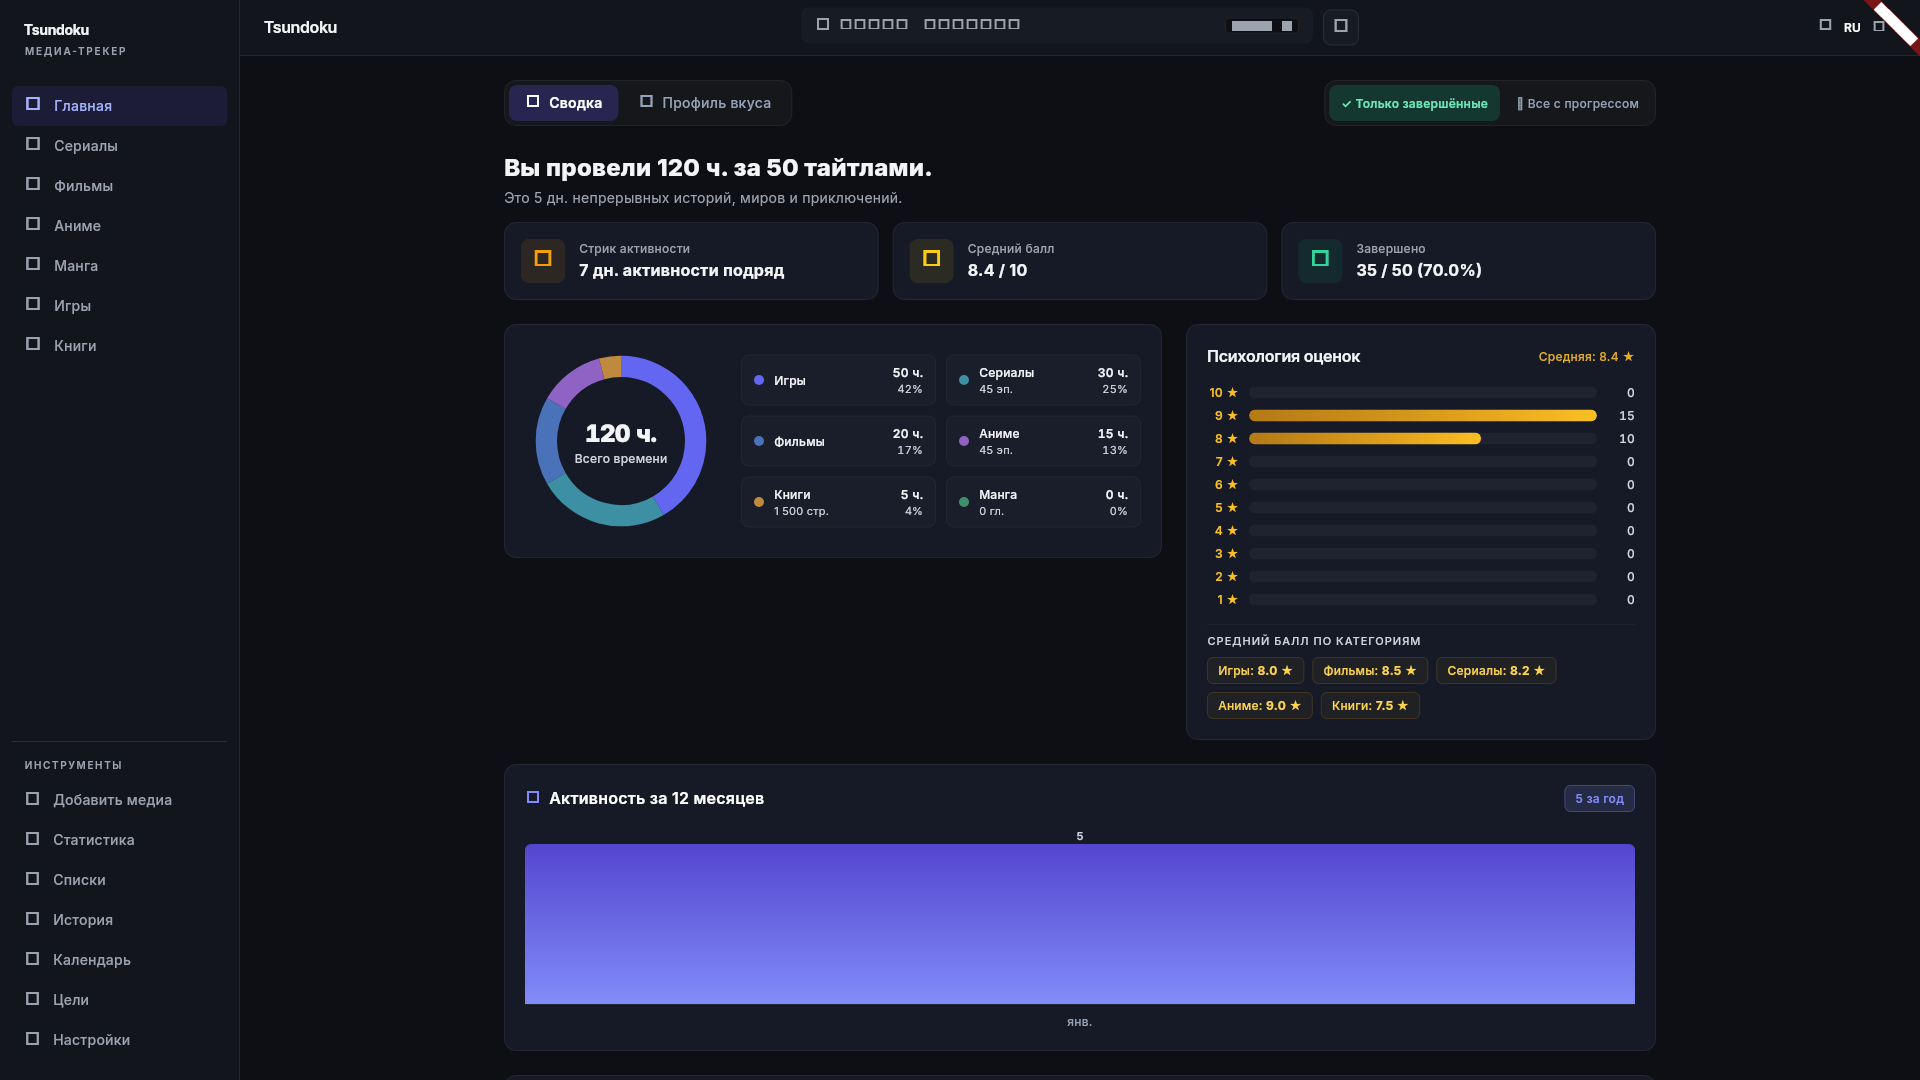 Tsundoku
МЕДИА-ТРЕКЕР
Главная
Сериалы
Фильмы
Аниме
Манга
Игры
Книги
ИНСТРУМЕНТЫ
Добавить медиа
Статистика
Списки
История
Календарь
Цели
Настройки
Tsundoku
RU
Сводка
Профиль вкуса
✓ Только завершённые
Все с прогрессом
Вы провели 120 ч. за 50 тайтлами.
Это 5 дн. непрерывных историй, миров и приключений.
Стрик активности
7 дн. активности подряд
Средний балл
8.4 / 10
Завершено
35 / 50 (70.0%)
120 ч.
Всего времени
Игры
50 ч.
42%
Сериалы
45 эп.
30 ч.
25%
Фильмы
20 ч.
17%
Аниме
45 эп.
15 ч.
13%
Книги
1 500 стр.
5 ч.
4%
Манга
0 гл.
0 ч.
0%
Психология оценок
Средняя: 8.4 ★
10 ★ 0
9 ★ 15
8 ★ 10
7 ★ 0
6 ★ 0
5 ★ 0
4 ★ 0
3 ★ 0
2 ★ 0
1 ★ 0
СРЕДНИЙ БАЛЛ ПО КАТЕГОРИЯМ
Игры: 8.0 ★
Фильмы: 8.5 ★
Сериалы: 8.2 ★
Аниме: 9.0 ★
Книги: 7.5 ★
Активность за 12 месяцев
5 за год
5
янв.